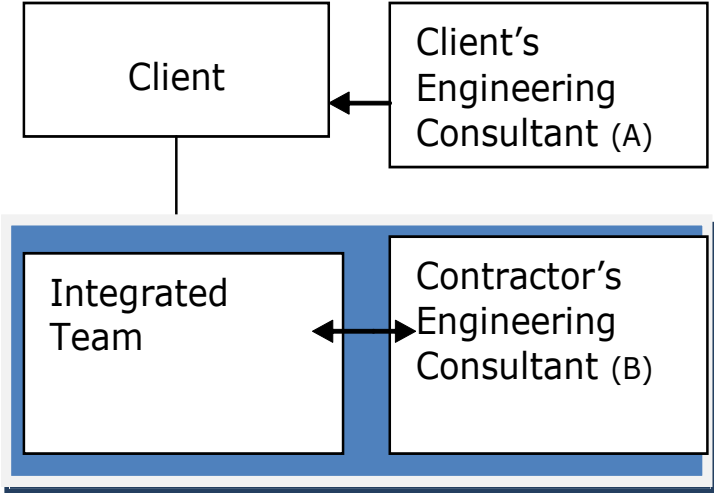 Client
Client’s
Engineering
Consultant (A)
Integrated
Team
Contractor’s
Engineering
Consultant (B)